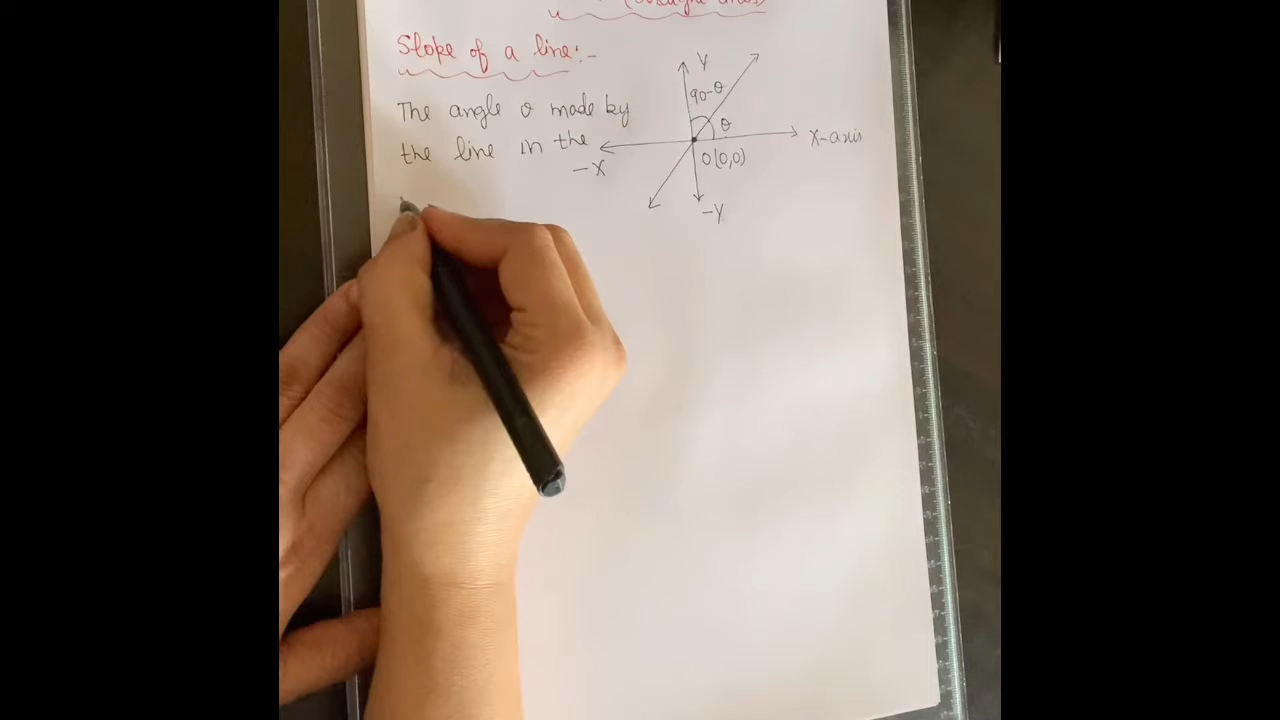 Slope of a line:-
The angle θ made by
the line in the
Y
90-θ
θ
X-axis
-X
O(0,0)
-Y